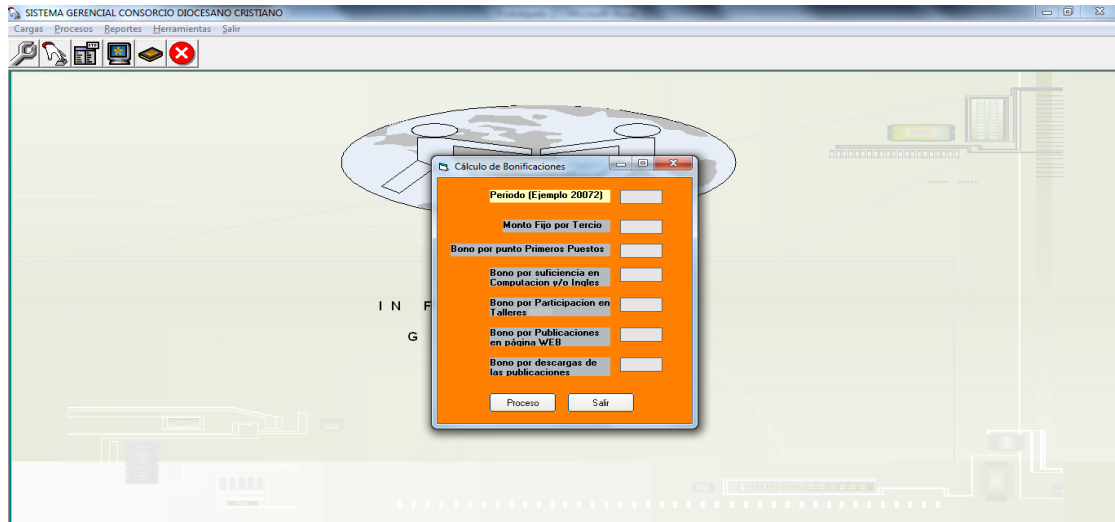 SISTEMA GERENCIAL CONSORCIO DIOCESANO CRISTIANO
Cargas Procesos Reportes Herramientas Salir
Cálculo de Bonificaciones
Periodo (Ejemplo 20072)
Monto Fijo por Tercio
Bono por punto Primeros Puestos
Bono por suficiencia en
Computacion y/o Ingles
I N F
Bono por Participacion en
Talleres
G
Bono por Publicaciones
en página WEB
Bono por descargas de
las publicaciones
Proceso Salir